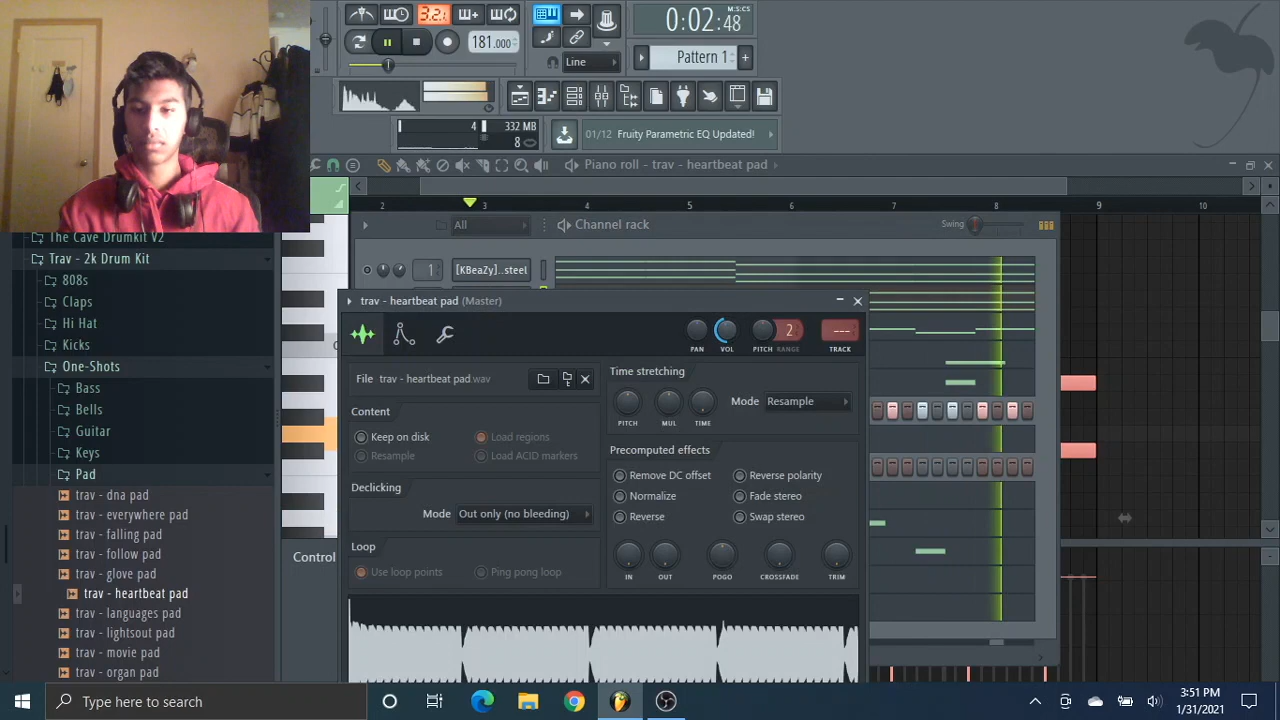 M:S:CS
0:02:48
3.2.
181.000
Line
Pattern 1
4
332 MB
8
01/12 Fruity Parametric EQ Updated!
Piano roll - trav - heartbeat pad
2 3 4 5 6 7 8 9 10
All
Channel rack
Swing
1
[KBeaZy]..steel
The Cave Drumkit V2
Trav - 2k Drum Kit
808s
Claps
Hi Hat
Kicks
One-Shots
Bass
Bells
Guitar
Keys
Pad
trav - dna pad
trav - everywhere pad
trav - falling pad
trav - follow pad
trav - glove pad
trav - heartbeat pad
trav - languages pad
trav - lightsout pad
trav - movie pad
trav - organ pad
Control
trav - heartbeat pad (Master)
2
---
PAN VOL PITCH RANGE TRACK
File trav - heartbeat pad.wav
Content
Keep on disk
Load regions
Resample
Load ACID markers
Declicking
Mode Out only (no bleeding)
Loop
Use loop points
Ping pong loop
Time stretching
Mode Resample
PITCH MUL TIME
Precomputed effects
Remove DC offset
Reverse polarity
Normalize
Fade stereo
Reverse
Swap stereo
IN OUT POGO CROSSFADE TRIM
Type here to search
3:51 PM
1/31/2021